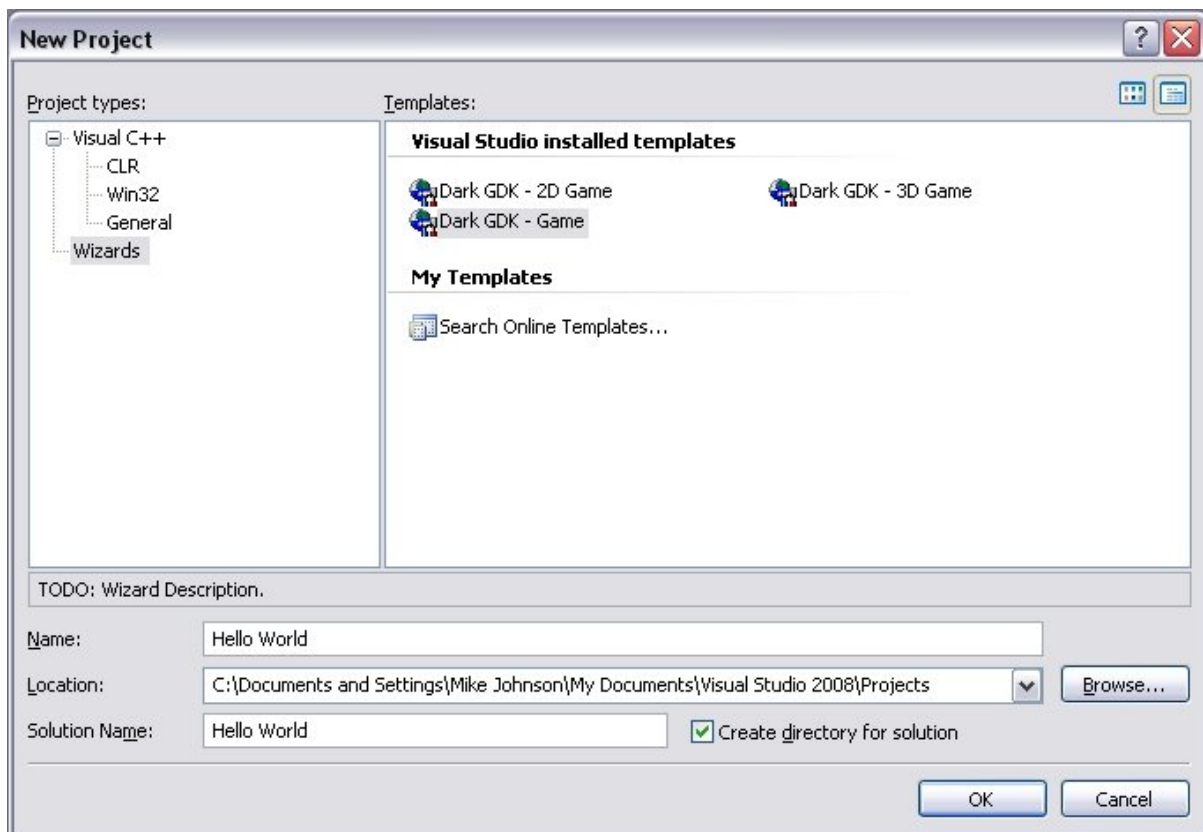 New Project
Project types:
Templates:
Visual C++
CLR
Win32
General
Wizards
Visual Studio installed templates
Dark GDK - 2D Game
Dark GDK - 3D Game
Dark GDK - Game
My Templates
Search Online Templates...
TODO: Wizard Description.
Name:
Hello World
Location:
C:\Documents and Settings\Mike Johnson\My Documents\Visual Studio 2008\Projects
Browse...
Solution Name:
Hello World
Create directory for solution
OK
Cancel